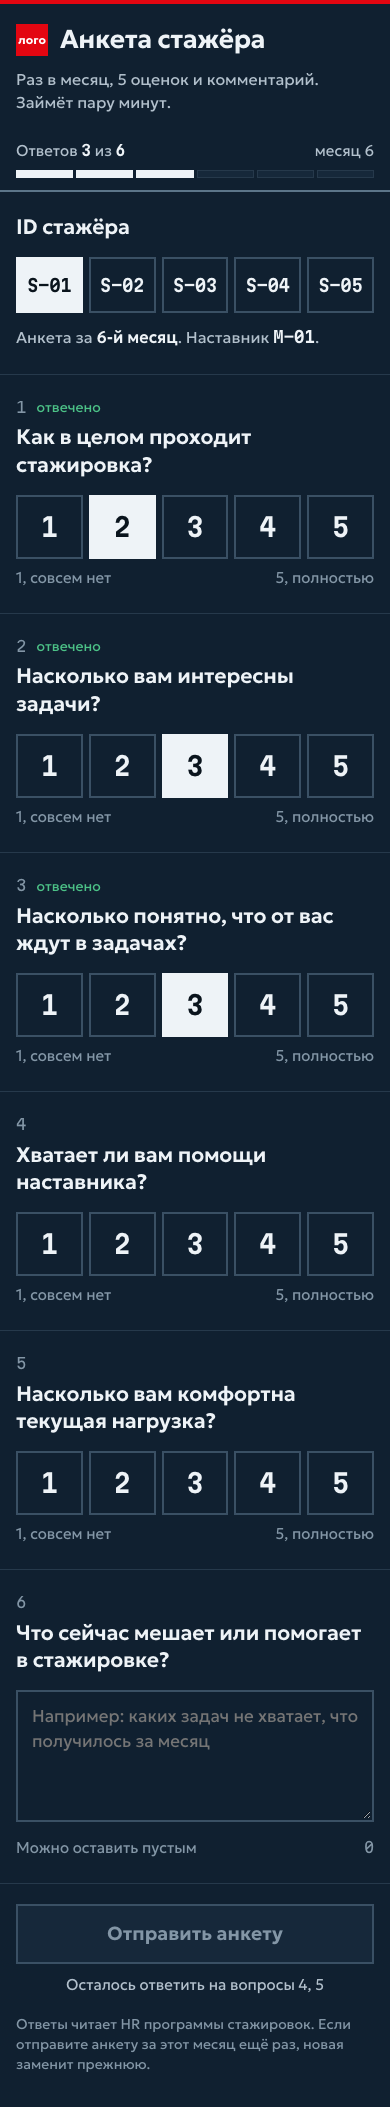 лого Анкета стажёра
Раз в месяц, 5 оценок и комментарий.
Займёт пару минут.
Ответов 3 из 6 месяц 6
ID стажёра
S-01 S-02 S-03 S-04 S-05
Анкета за 6-й месяц. Наставник M-01.
1 отвечено
Как в целом проходит
стажировка?
1 2 3 4 5
1, совсем нет 5, полностью
2 отвечено
Насколько вам интересны
задачи?
1 2 3 4 5
1, совсем нет 5, полностью
3 отвечено
Насколько понятно, что от вас
ждут в задачах?
1 2 3 4 5
1, совсем нет 5, полностью
4
Хватает ли вам помощи
наставника?
1 2 3 4 5
1, совсем нет 5, полностью
5
Насколько вам комфортна
текущая нагрузка?
1 2 3 4 5
1, совсем нет 5, полностью
6
Что сейчас мешает или помогает
в стажировке?
Например: каких задач не хватает, что
получилось за месяц
Можно оставить пустым 0
Отправить анкету
Осталось ответить на вопросы 4, 5
Ответы читает HR программы стажировок. Если
отправите анкету за этот месяц ещё раз, новая
заменит прежнюю.